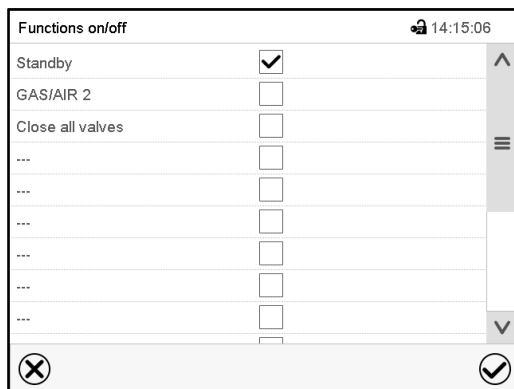 Functions on/off 14:15:06
Standby
GAS/AIR 2
Close all valves
---
---
---
---
---
---